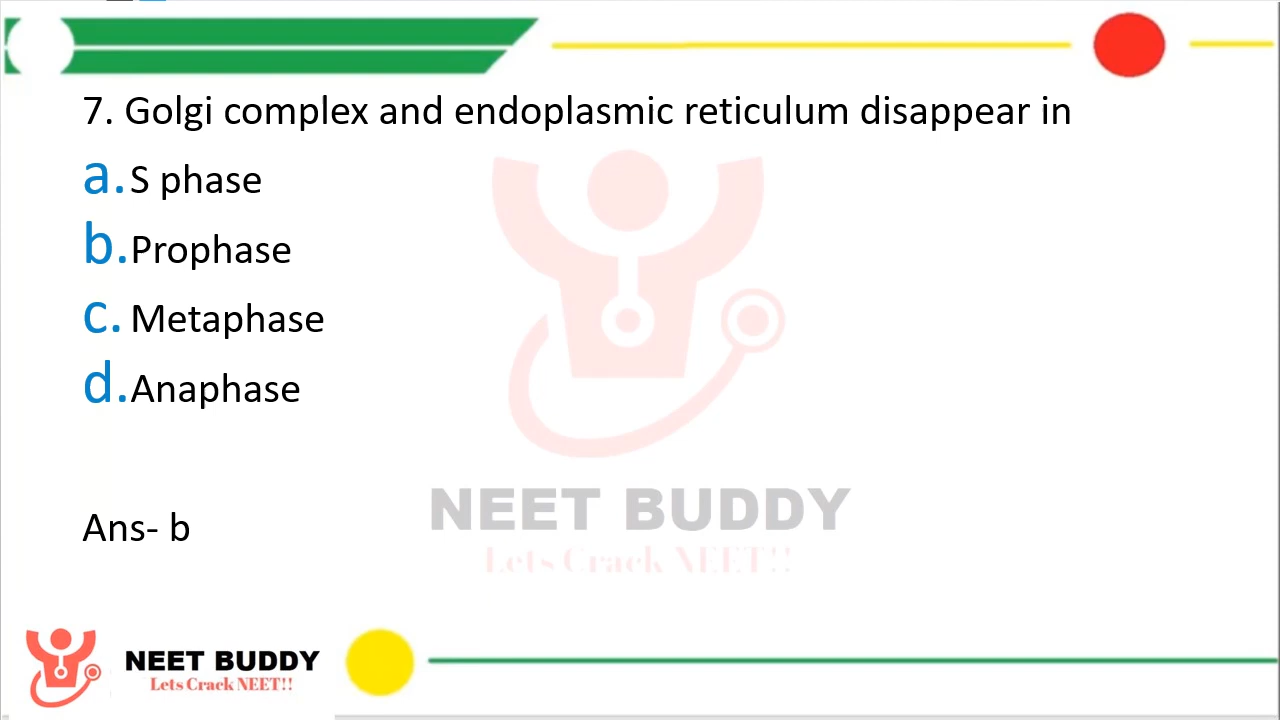 7. Golgi complex and endoplasmic reticulum disappear in
a. S phase
b. Prophase
c. Metaphase
d. Anaphase
NEET BUDDY
Lets Crack NEET!!
Ans- b
NEET BUDDY
Lets Crack NEET!!